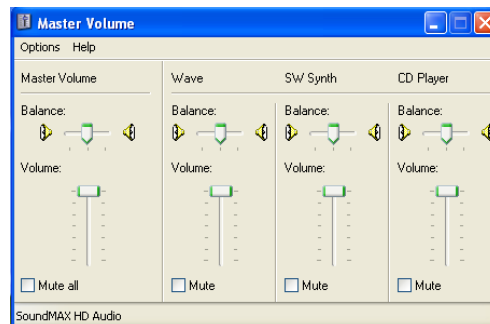 Master Volume
Options Help
Master Volume Wave SW Synth CD Player
Balance: Balance: Balance: Balance:
Volume: Volume: Volume: Volume:
Mute all Mute Mute Mute
SoundMAX HD Audio